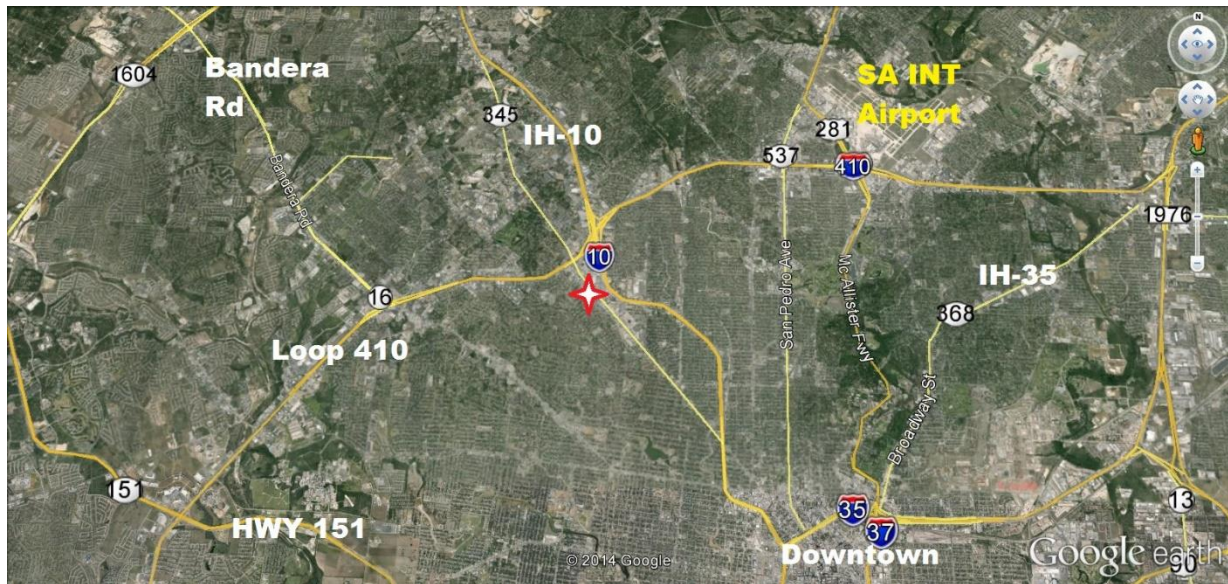 N
1604
Bandera
Rd
SA INT
Airport
345
IH-10
281
537
410
Bandera Rd
1976
10
San Pedro Ave
Mc Allister Fwy
IH-35
16
368
Loop 410
Broadway St
151
35
13
HWY 151
37
Downtown
© 2014 Google
Google earth
90